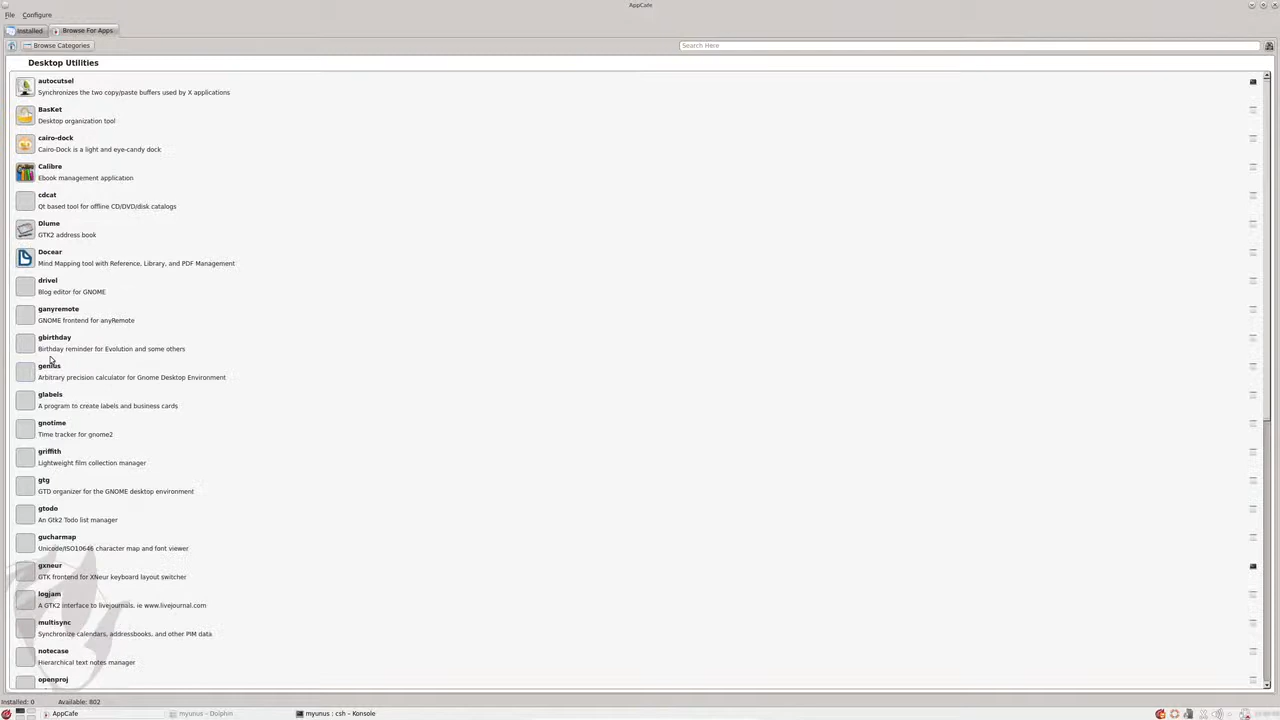 AppCafe
File Configure
Installed Browse For Apps
Browse Categories Search Here
Desktop Utilities
autocutsel
Synchronizes the two copy/paste buffers used by X applications
BasKet
Desktop organization tool
cairo-dock
Cairo-Dock is a light and eye-candy dock
Calibre
Ebook management application
cdcat
Qt based tool for offline CD/DVD/disk catalogs
Dlume
GTK2 address book
Docear
Mind Mapping tool with Reference, Library, and PDF Management
drivel
Blog editor for GNOME
ganyremote
GNOME frontend for anyRemote
gbirthday
Birthday reminder for Evolution and some others
genius
Arbitrary precision calculator for Gnome Desktop Environment
glabels
A program to create labels and business cards
gnotime
Time tracker for gnome2
griffith
Lightweight film collection manager
gtg
GTD organizer for the GNOME desktop environment
gtodo
An Gtk2 Todo list manager
gucharmap
Unicode/ISO10646 character map and font viewer
gxneur
GTK frontend for XNeur keyboard layout switcher
logjam
A GTK2 interface to livejournals, ie www.livejournal.com
multisync
Synchronize calendars, addressbooks, and other PIM data
notecase
Hierarchical text notes manager
openproj
Installed: 0 Available: 802
AppCafe myunus – Dolphin myunus : csh – Konsole